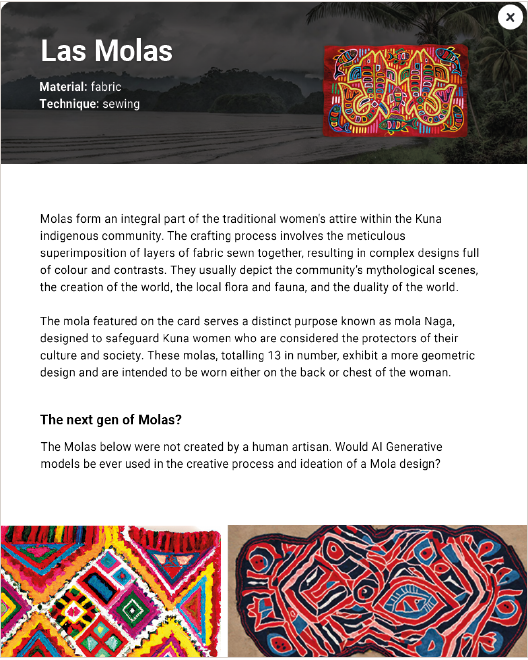 Las Molas
Material: fabric
Technique: sewing
Molas form an integral part of the traditional women's attire within the Kuna
indigenous community. The crafting process involves the meticulous
superimposition of layers of fabric sewn together, resulting in complex designs full
of colour and contrasts. They usually depict the community's mythological scenes,
the creation of the world, the local flora and fauna, and the duality of the world.
The mola featured on the card serves a distinct purpose known as mola Naga,
designed to safeguard Kuna women who are considered the protectors of their
culture and society. These molas, totalling 13 in number, exhibit a more geometric
design and are intended to be worn either on the back or chest of the woman.
The next gen of Molas?
The Molas below were not created by a human artisan. Would AI Generative
models be ever used in the creative process and ideation of a Mola design?